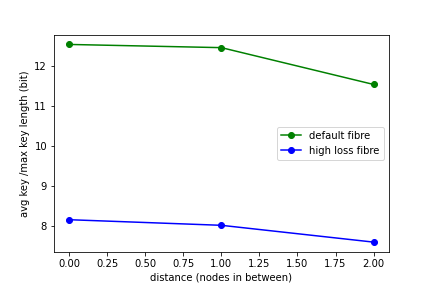 avg key /max key length (bit)
12
11
10
9
8
default fibre
high loss fibre
0.00 0.25 0.50 0.75 1.00 1.25 1.50 1.75 2.00
distance (nodes in between)